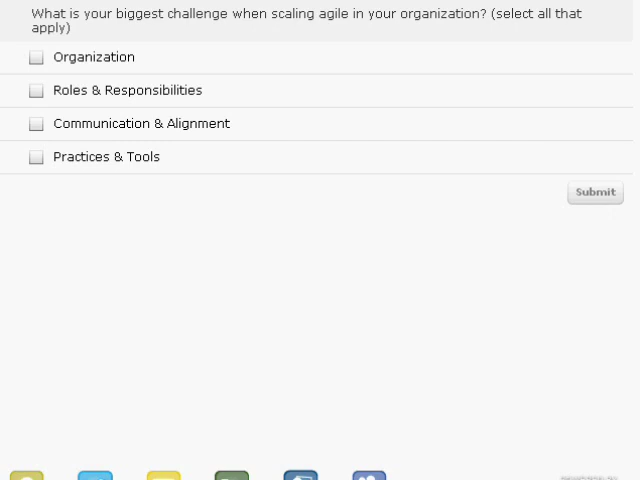 What is your biggest challenge when scaling agile in your organization? (select all that
apply)
Organization
Roles & Responsibilities
Communication & Alignment
Practices & Tools
Submit